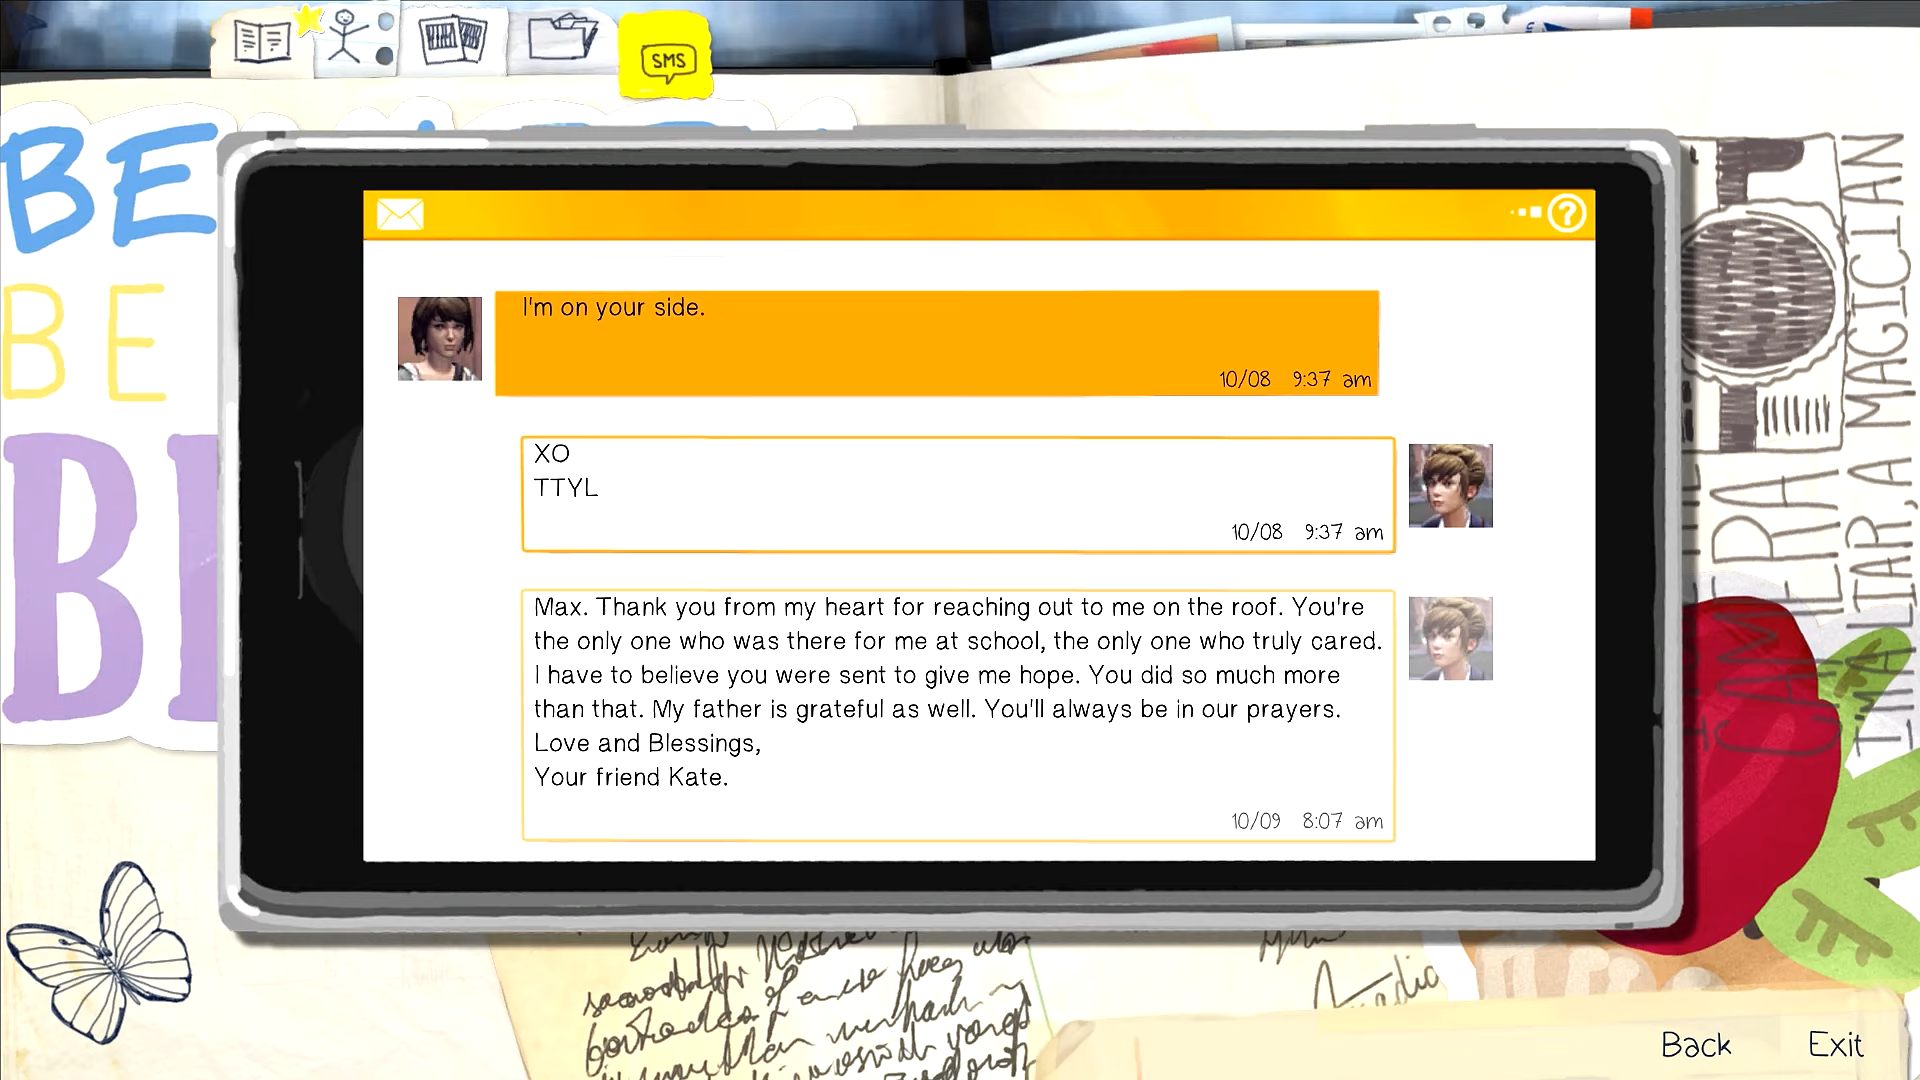 SMS
BE
BE
I'm on your side.
10/08 9:37 am
XO
TTYL
10/08 9:37 am
Max. Thank you from my heart for reaching out to me on the roof. You're
the only one who was there for me at school, the only one who truly cared.
I have to believe you were sent to give me hope. You did so much more
than that. My father is grateful as well. You'll always be in our prayers.
Love and Blessings,
Your friend Kate.
10/09 8:07 am
CAMERA
I'M A LIAR, A MAGICIAN
Back
Exit